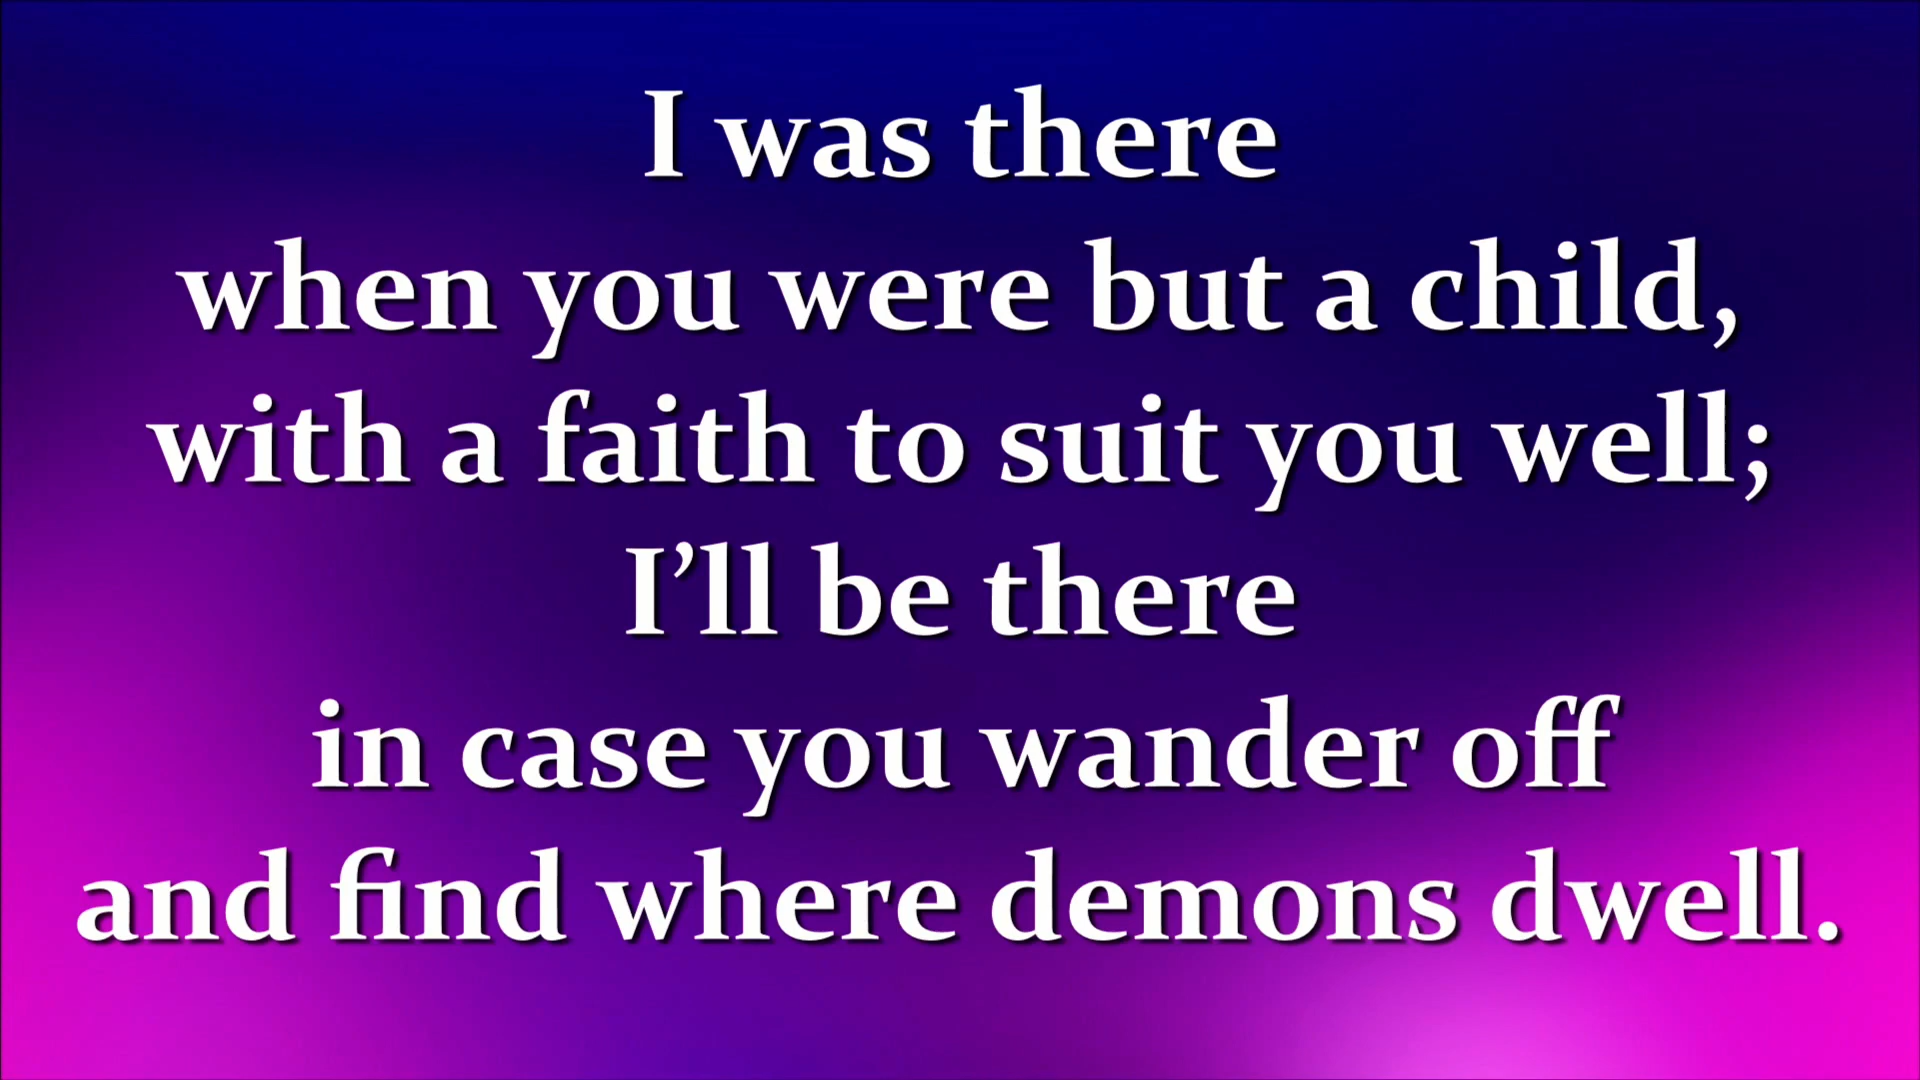 I was there
when you were but a child,
with a faith to suit you well;
I’ll be there
in case you wander off
and find where demons dwell.